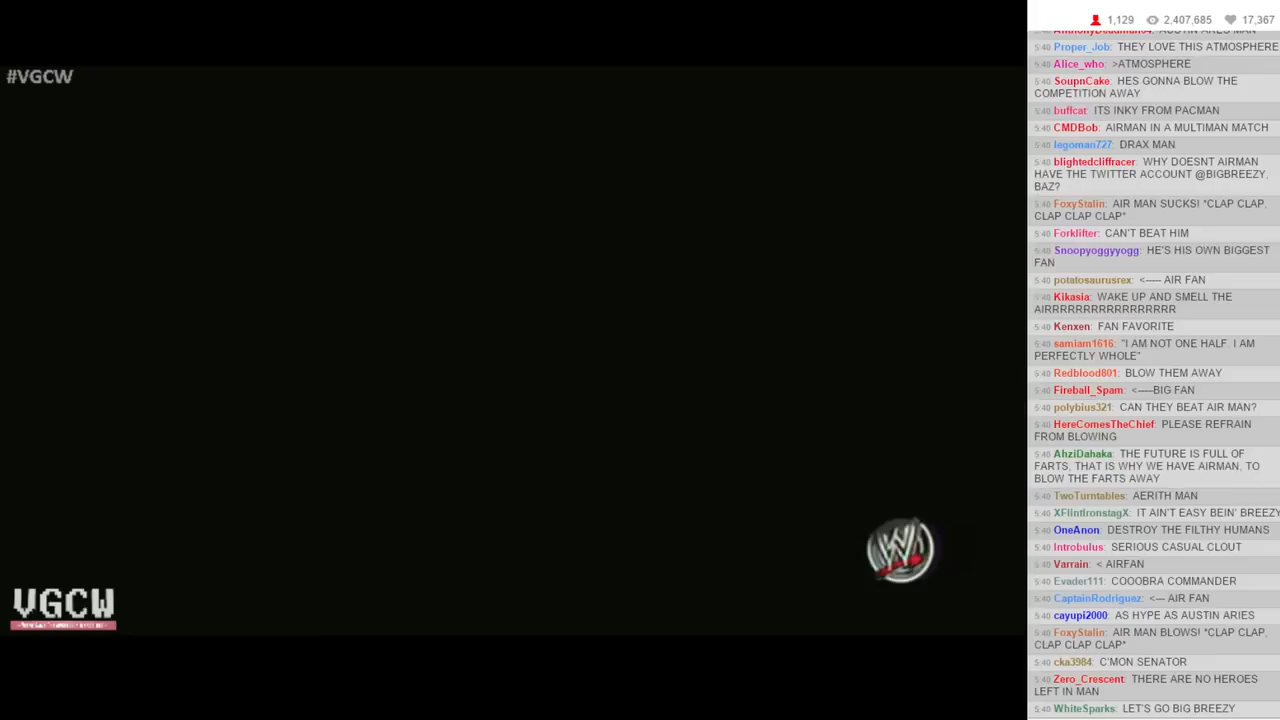 1,129 2,407,685 17,367
#VGCW
5:40 Proper_Job: THEY LOVE THIS ATMOSPHERE
5:40 Alice_who: >ATMOSPHERE
5:40 SoupnCake: HES GONNA BLOW THE
COMPETITION AWAY
5:40 buffcat: ITS INKY FROM PACMAN
5:40 CMDBob: AIRMAN IN A MULTIMAN MATCH
5:40 legoman727: DRAX MAN
5:40 blightedcliffracer: WHY DOESNT AIRMAN
HAVE THE TWITTER ACCOUNT @BIGBREEZY,
BAZ?
5:40 FoxyStalin: AIR MAN SUCKS! *CLAP CLAP,
CLAP CLAP CLAP*
5:40 Forklifter: CAN'T BEAT HIM
5:40 Snoopyoggyyogg: HE'S HIS OWN BIGGEST
FAN
5:40 potatosaurusrex: <----- AIR FAN
5:40 Kikasia: WAKE UP AND SMELL THE
AIRRRRRRRRRRRRRRRRR
5:40 Kenxen: FAN FAVORITE
5:40 samiam1616: "I AM NOT ONE HALF. I AM
PERFECTLY WHOLE"
5:40 Redblood801: BLOW THEM AWAY
5:40 Fireball_Spam: <-----BIG FAN
5:40 polybius321: CAN THEY BEAT AIR MAN?
5:40 HereComesTheChief: PLEASE REFRAIN
FROM BLOWING
5:40 AhziDahaka: THE FUTURE IS FULL OF
FARTS, THAT IS WHY WE HAVE AIRMAN, TO
BLOW THE FARTS AWAY
5:40 TwoTurntables: AERITH MAN
5:40 XFlintIronstagX: IT AIN'T EASY BEIN' BREEZY
5:40 OneAnon: DESTROY THE FILTHY HUMANS
5:40 Introbulus: SERIOUS CASUAL CLOUT
5:40 Varrain: < AIRFAN
5:40 Evader111: COOOBRA COMMANDER
5:40 CaptainRodriguez: <--- AIR FAN
5:40 cayupi2000: AS HYPE AS AUSTIN ARIES
5:40 FoxyStalin: AIR MAN BLOWS! *CLAP CLAP,
CLAP CLAP CLAP*
5:40 cka3984: C'MON SENATOR
5:40 Zero_Crescent: THERE ARE NO HEROES
LEFT IN MAN
5:40 WhiteSparks: LET'S GO BIG BREEZY
W
VGCW